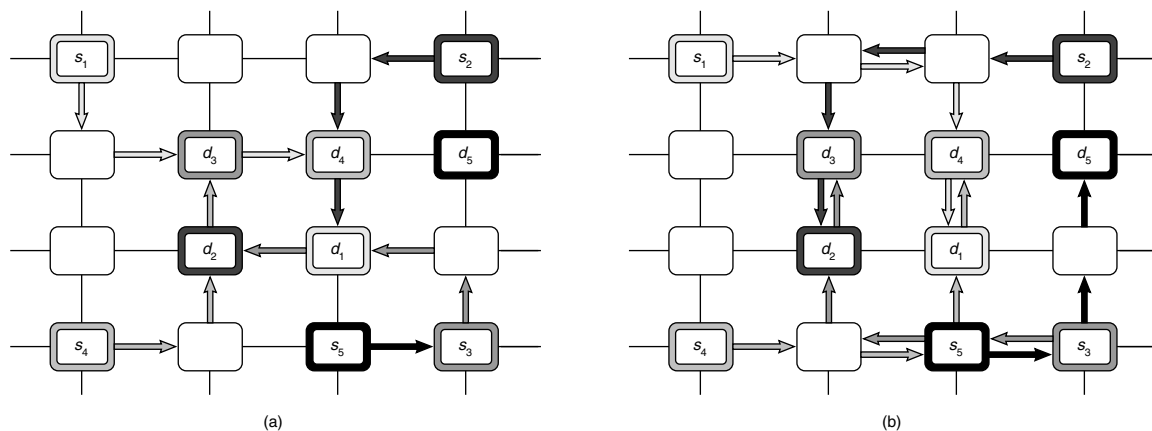 s1 s2 s1 s2
d3 d4 d5 d3 d4 d5
d2 d1 d2 d1
s4 s5 s3 s4 s5 s3
(a) (b)